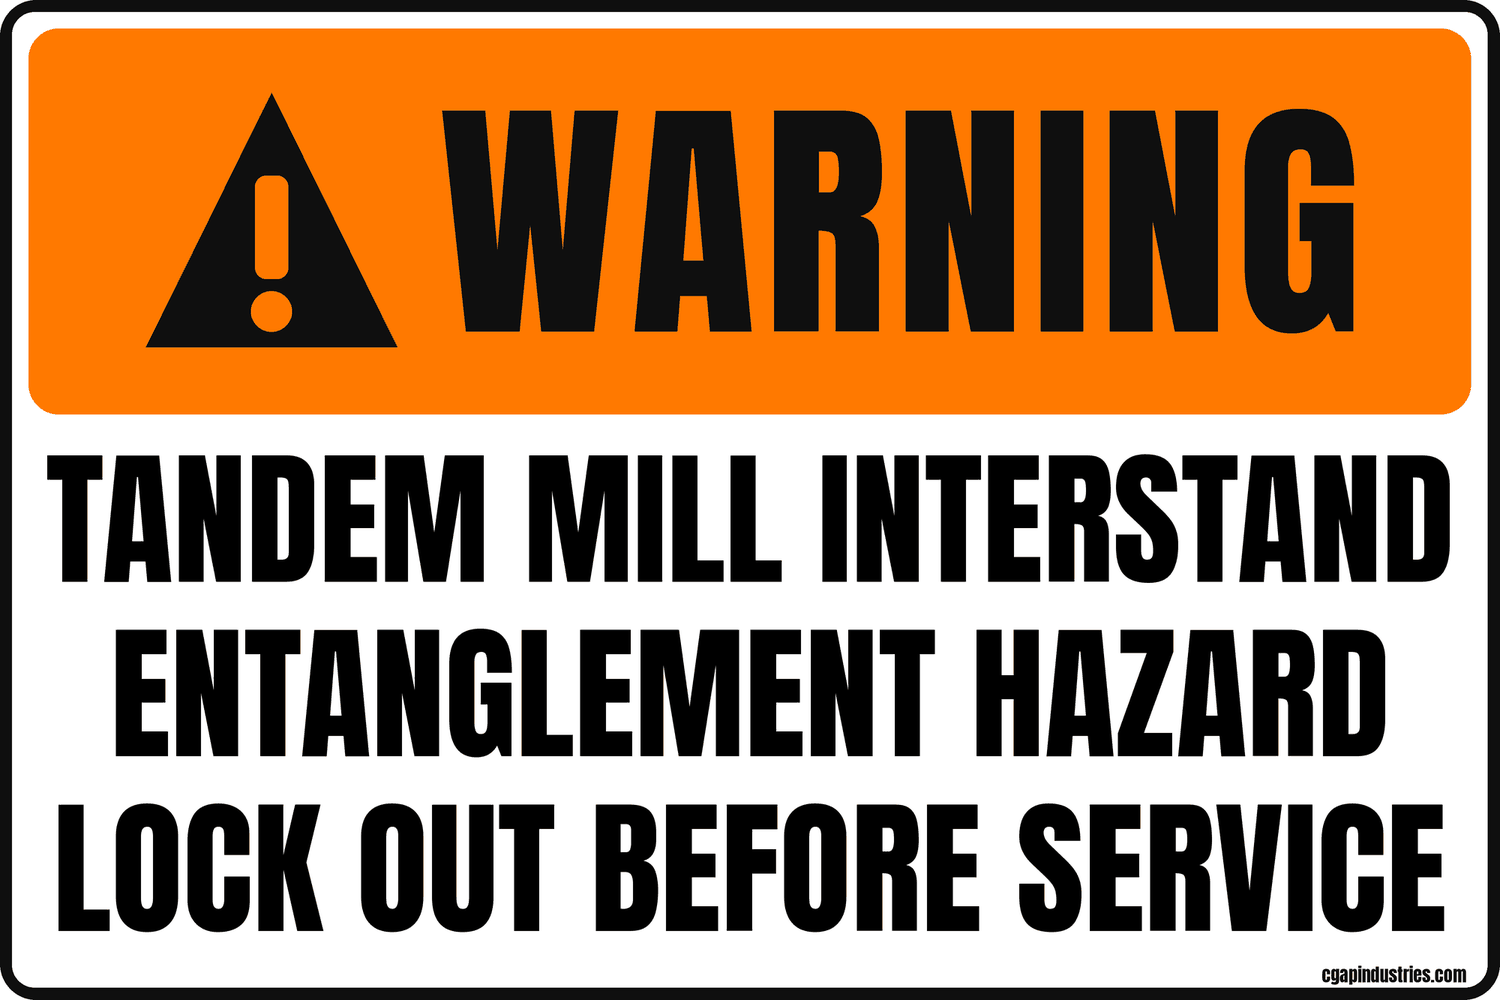 WARNING
TANDEM MILL INTERSTAND
ENTANGLEMENT HAZARD
LOCK OUT BEFORE SERVICE
cgapindustries.com